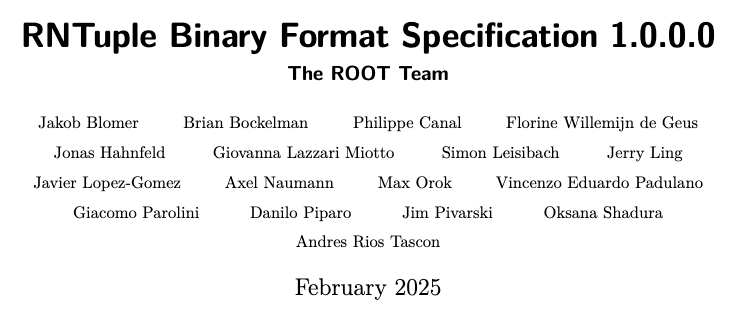 RNTuple Binary Format Specification 1.0.0.0
The ROOT Team
Jakob Blomer Brian Bockelman Philippe Canal Florine Willemijn de Geus
Jonas Hahnfeld Giovanna Lazzari Miotto Simon Leisibach Jerry Ling
Javier Lopez-Gomez Axel Naumann Max Orok Vincenzo Eduardo Padulano
Giacomo Parolini Danilo Piparo Jim Pivarski Oksana Shadura
Andres Rios Tascon
February 2025